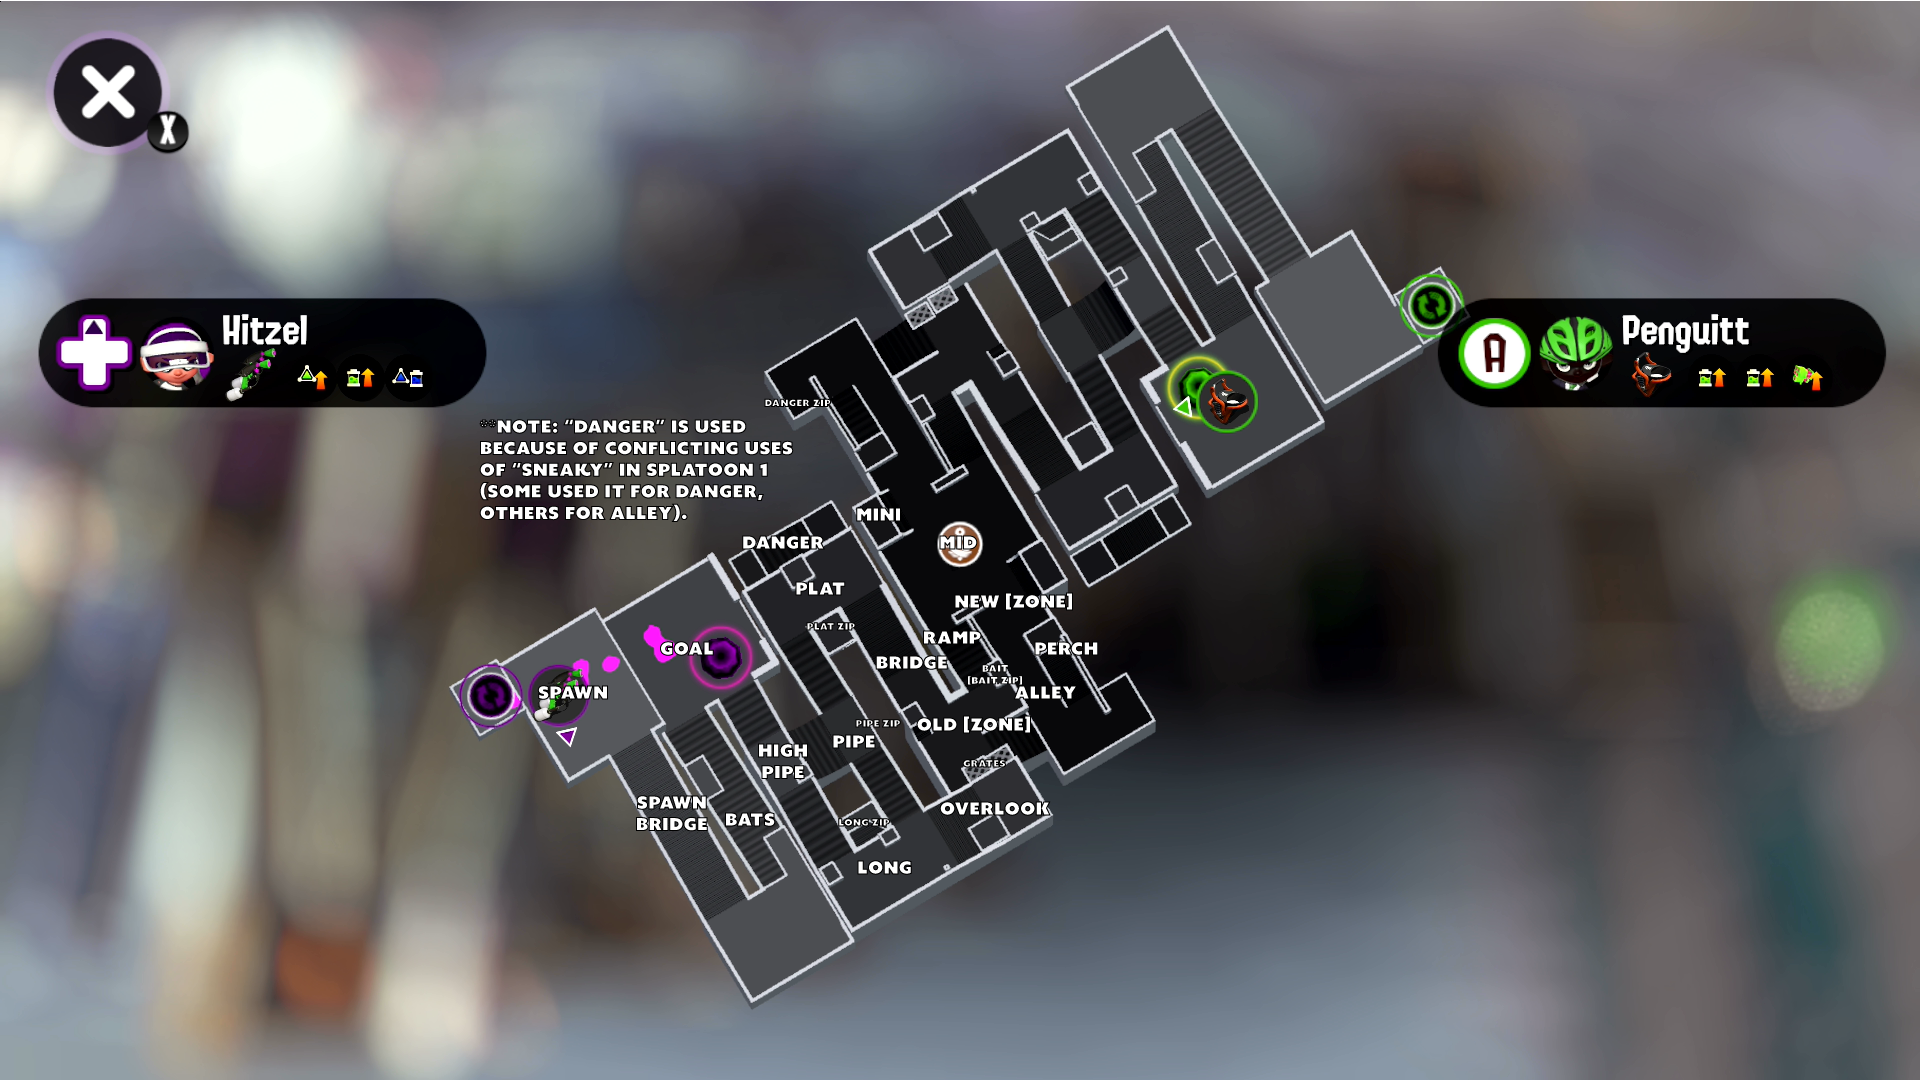 X
Hitzel
A
Penguitt
DANGER ZIP
**NOTE: "DANGER" IS USED
BECAUSE OF CONFLICTING USES
OF "SNEAKY" IN SPLATOON 1
(SOME USED IT FOR DANGER,
OTHERS FOR ALLEY).
MINI
DANGER
MID
PLAT
NEW [ZONE]
PLAT ZIP
RAMP
GOAL
BRIDGE
PERCH
BAIT
[BAIT ZIP]
SPAWN
ALLEY
PIPE ZIP
OLD [ZONE]
PIPE
HIGH
PIPE
GRATES
SPAWN
BRIDGE
BATS
LONG ZIP
OVERLOOK
LONG